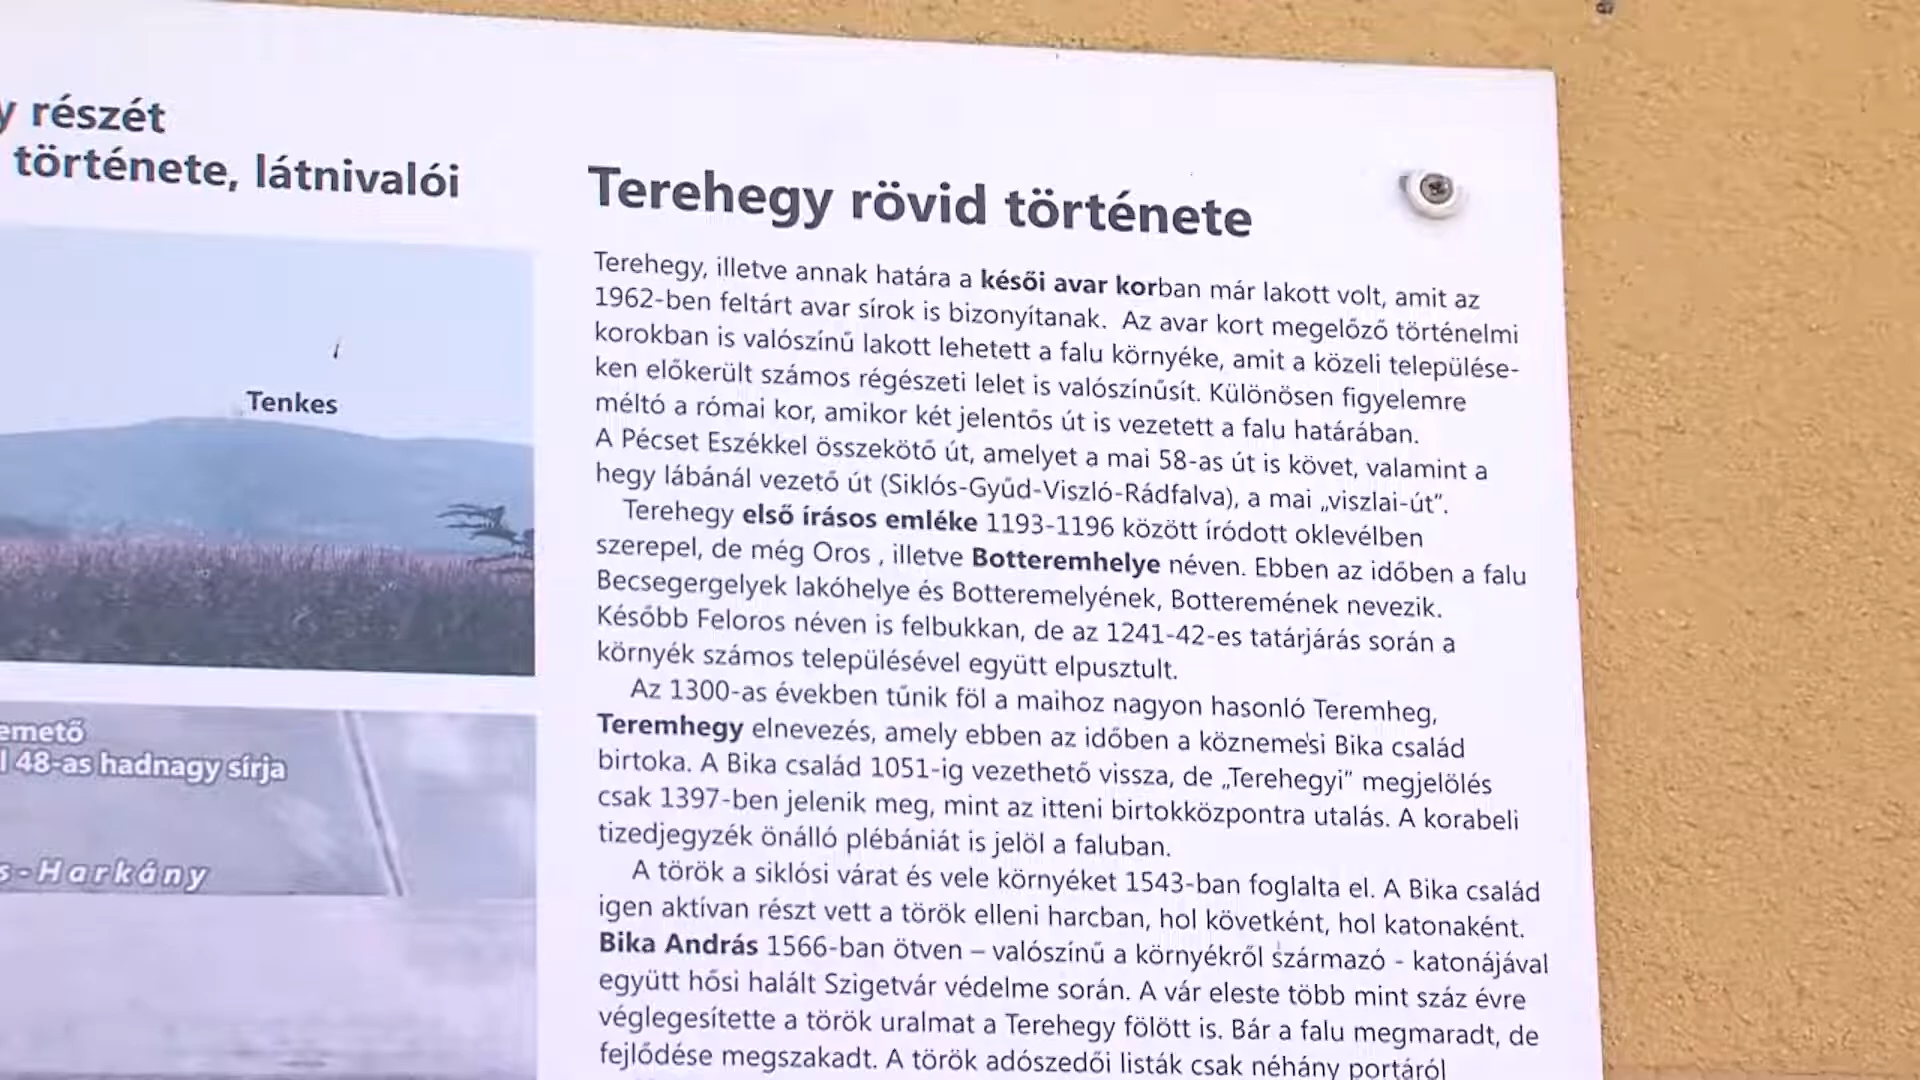 y részét
története, látnivalói
Tenkes
emető
l 48-as hadnagy sírja
s-Harkány
Terehegy rövid története
Terehegy, illetve annak határa a késői avar korban már lakott volt, amit az
1962-ben feltárt avar sírok is bizonyítanak. Az avar kort megelőző történelmi
korokban is valószínű lakott lehetett a falu környéke, amit a közeli települése-
ken előkerült számos régészeti lelet is valószínűsít. Különösen figyelemre
méltó a római kor, amikor két jelentős út is vezetett a falu határában.
A Pécset Eszékkel összekötő út, amelyet a mai 58-as út is követ, valamint a
hegy lábánál vezető út (Siklós-Gyűd-Viszló-Rádfalva), a mai „viszlai-út”.
Terehegy első írásos emléke 1193-1196 között íródott oklevélben
szerepel, de még Oros , illetve Botteremhelye néven. Ebben az időben a falu
Becsegergelyek lakóhelye és Botteremelyének, Botteremének nevezik.
Később Feloros néven is felbukkan, de az 1241-42-es tatárjárás során a
környék számos településével együtt elpusztult.
Az 1300-as években tűnik föl a maihoz nagyon hasonló Teremheg,
Teremhegy elnevezés, amely ebben az időben a köznemesi Bika család
birtoka. A Bika család 1051-ig vezethető vissza, de „Terehegyi” megjelölés
csak 1397-ben jelenik meg, mint az itteni birtokközpontra utalás. A korabeli
tizedjegyzék önálló plébániát is jelöl a faluban.
A török a siklósi várat és vele környéket 1543-ban foglalta el. A Bika család
igen aktívan részt vett a török elleni harcban, hol követként, hol katonaként.
Bika András 1566-ban ötven – valószínű a környékről származó - katonájával
együtt hősi halált Szigetvár védelme során. A vár eleste több mint száz évre
véglegesítette a török uralmat a Terehegy fölött is. Bár a falu megmaradt, de
fejlődése megszakadt. A török adószedői listák csak néhány portáról